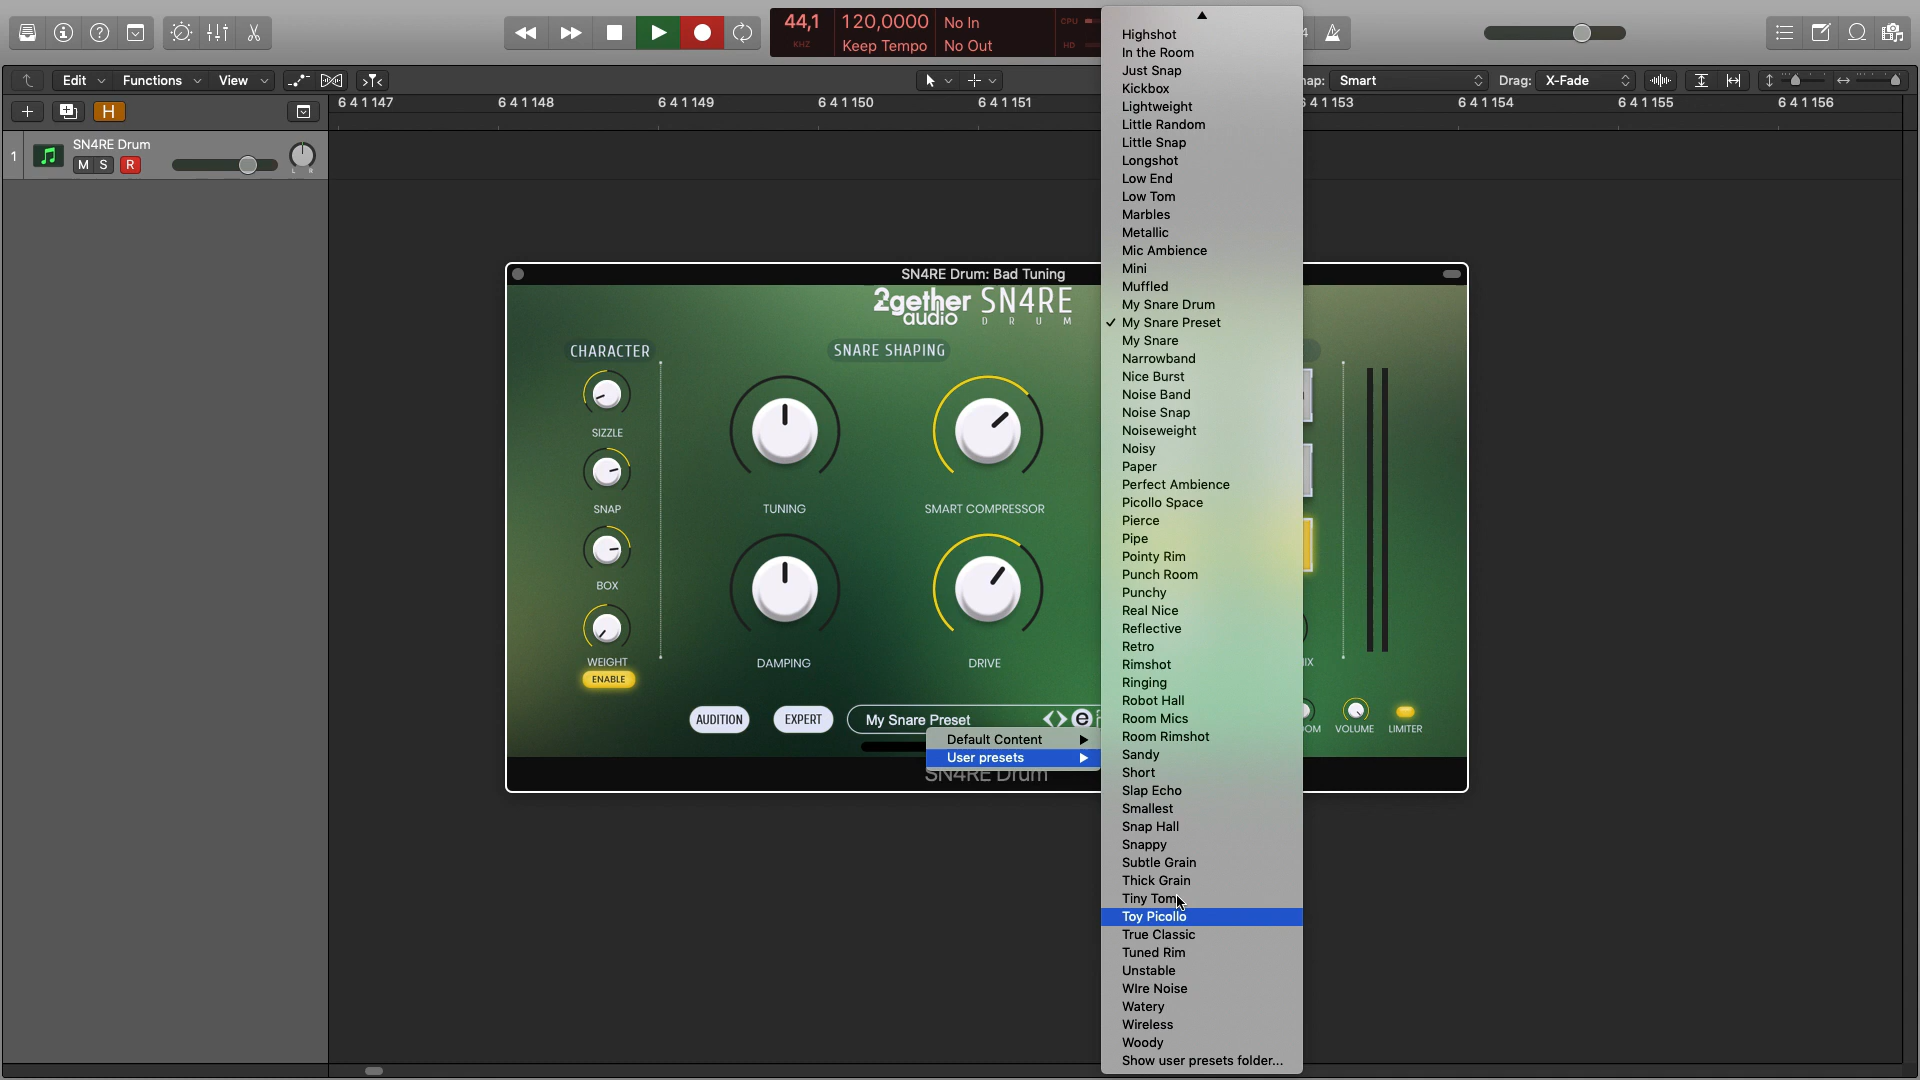 44,1
KHZ
120,0000
Keep Tempo
No In
No Out
CPU
HD
4
Edit
Functions
View
Snap: Smart
Drag: X-Fade
H
6 4 1 147
6 4 1 148
6 4 1 149
6 4 1 150
6 4 1 151
6 4 1 153
6 4 1 154
6 4 1 155
6 4 1 156
1
SN4RE Drum
M S R
L R
SN4RE Drum: Bad Tuning
2gether audio
SN4RE
DRUM
CHARACTER
SIZZLE
SNAP
BOX
WEIGHT
ENABLE
SNARE SHAPING
TUNING
SMART COMPRESSOR
DAMPING
DRIVE
AUDITION
EXPERT
My Snare Preset
VOLUME
LIMITER
Default Content
User presets
SN4RE Drum
Highshot
In the Room
Just Snap
Kickbox
Lightweight
Little Random
Little Snap
Longshot
Low End
Low Tom
Marbles
Metallic
Mic Ambience
Mini
Muffled
My Snare Drum
✓ My Snare Preset
My Snare
Narrowband
Nice Burst
Noise Band
Noise Snap
Noiseweight
Noisy
Paper
Perfect Ambience
Picollo Space
Pierce
Pipe
Pointy Rim
Punch Room
Punchy
Real Nice
Reflective
Retro
Rimshot
Ringing
Robot Hall
Room Mics
Room Rimshot
Sandy
Short
Slap Echo
Smallest
Snap Hall
Snappy
Subtle Grain
Thick Grain
Tiny Tom
Toy Picollo
True Classic
Tuned Rim
Unstable
WIre Noise
Watery
Wireless
Woody
Show user presets folder...